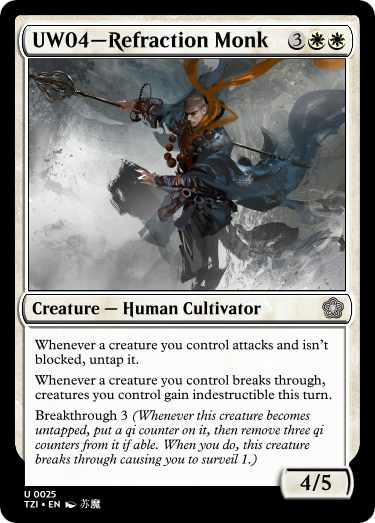 UW04—Refraction Monk 3
Creature — Human Cultivator
Whenever a creature you control attacks and isn't
blocked, untap it.
Whenever a creature you control breaks through,
creatures you control gain indestructible this turn.
Breakthrough 3 (Whenever this creature becomes
untapped, put a qi counter on it, then remove three qi
counters from it if able. When you do, this creature
breaks through causing you to surveil 1.)
4/5
U 0025
TZI • EN 苏魔